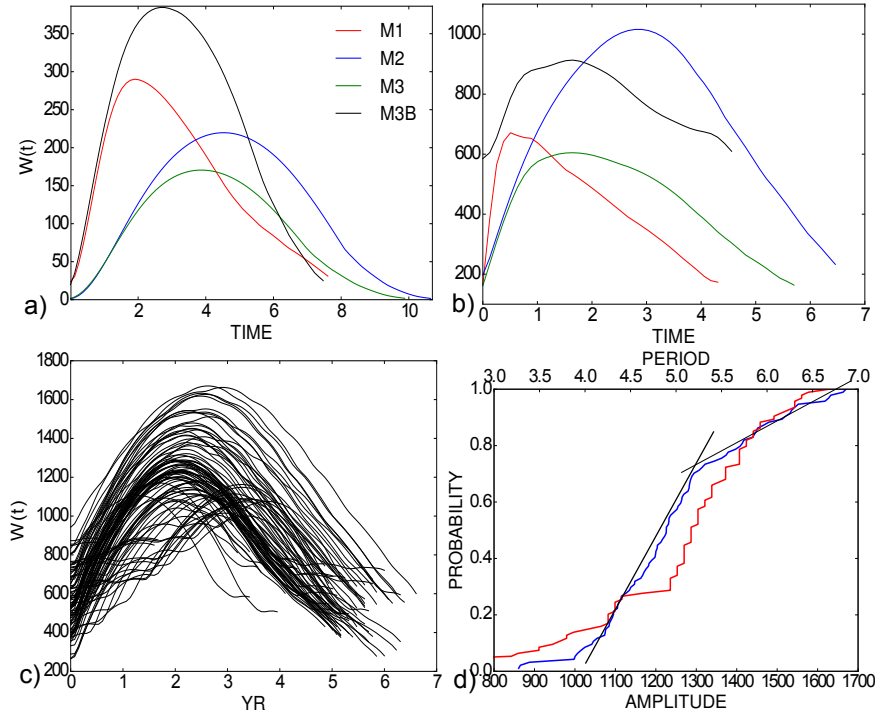 350
300
250
200
150
100
50
0
W(t)
M1
M2
M3
M3B
0 2 4 6 8 10
a)
TIME
1000
800
600
400
200
0 1 2 3 4 5 6 7
b)
TIME
1800
1600
1400
1200
1000
800
600
400
200
W(t)
0 1 2 3 4 5 6 7
c)
YR
PERIOD
3.0 3.5 4.0 4.5 5.0 5.5 6.0 6.5 7.0
1.0
0.8
0.6
0.4
0.2
0.0
PROBABILITY
d)
800 900 1000 1100 1200 1300 1400 1500 1600 1700
AMPLITUDE